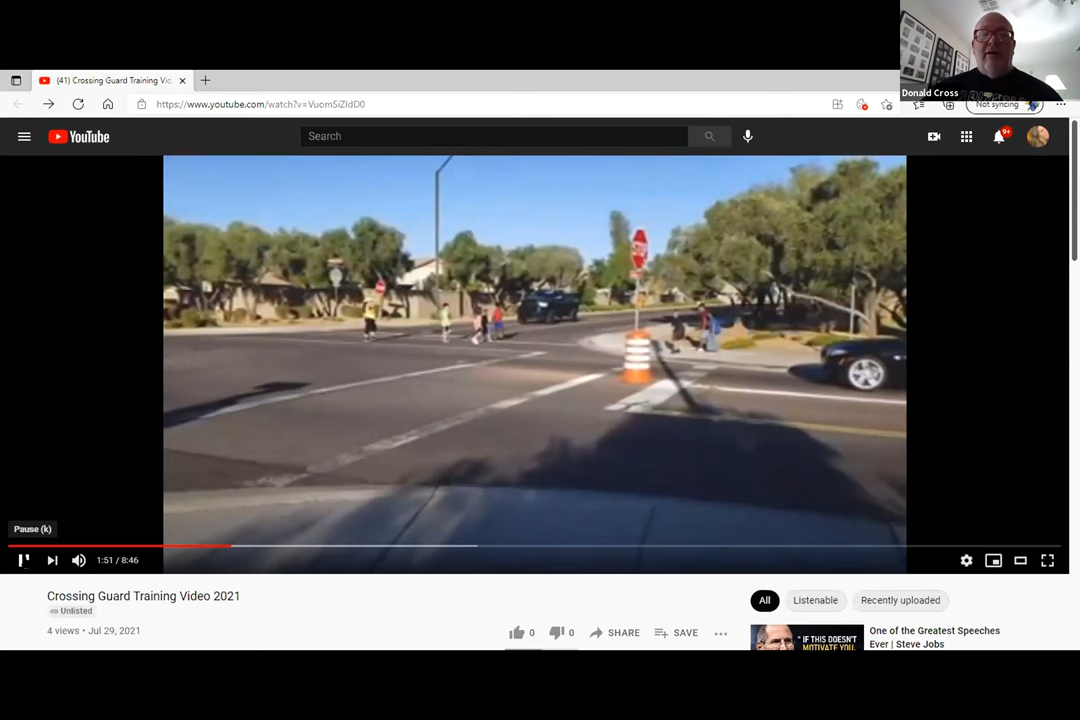 Donald Cross
(41) Crossing Guard Training Vid
https://www.youtube.com/watch?v=VuomSiZldD0
Not syncing
YouTube
Search
9+
Pause (k)
1:51 / 8:46
Crossing Guard Training Video 2021
Unlisted
4 views • Jul 29, 2021
0
0
SHARE
SAVE
All
Listenable
Recently uploaded
" IF THIS DOESN'T
MOTIVATE YOU,
One of the Greatest Speeches
Ever | Steve Jobs